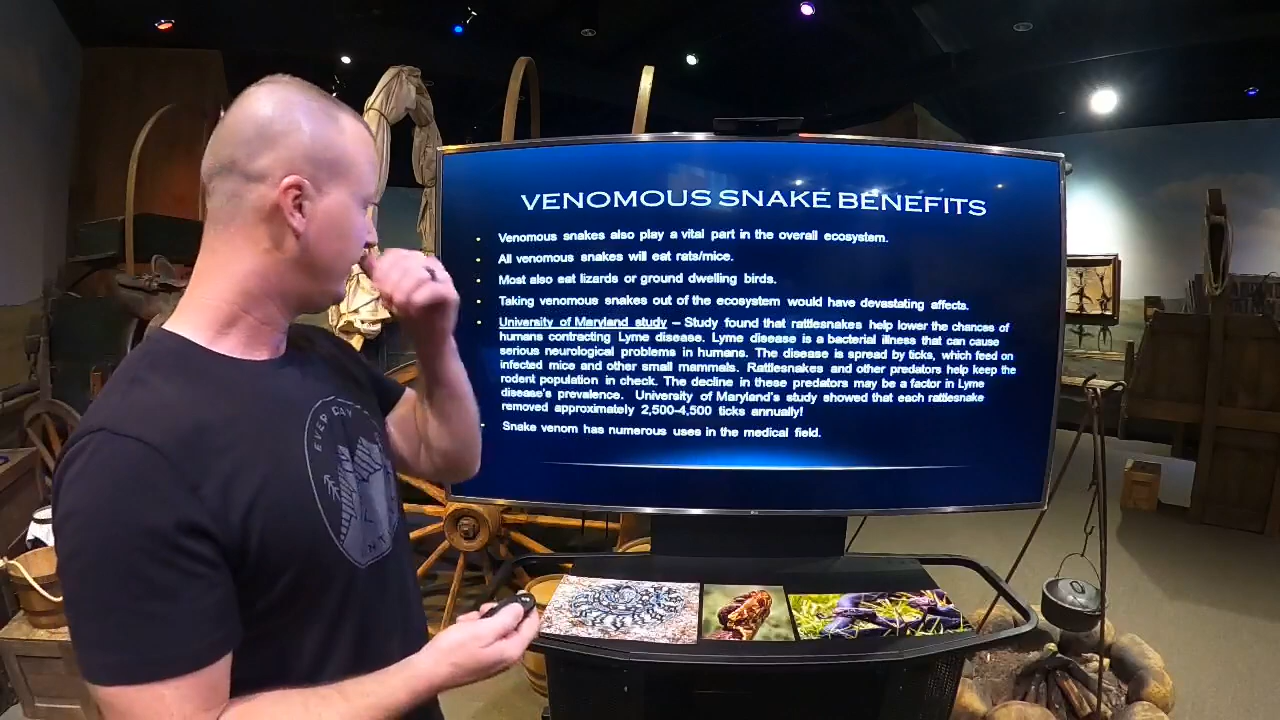 VENOMOUS SNAKE BENEFITS
• Venomous snakes also play a vital part in the overall ecosystem.
• All venomous snakes will eat rats/mice.
• Most also eat lizards or ground dwelling birds.
• Taking venomous snakes out of the ecosystem would have devastating affects.
• University of Maryland study – Study found that rattlesnakes help lower the chances of
humans contracting Lyme disease. Lyme disease is a bacterial illness that can cause
serious neurological problems in humans. The disease is spread by ticks, which feed on
infected mice and other small mammals. Rattlesnakes and other predators help keep the
rodent population in check. The decline in these predators may be a factor in Lyme
disease's prevalence. University of Maryland's study showed that each rattlesnake
removed approximately 2,500-4,500 ticks annually!
• Snake venom has numerous uses in the medical field.
EVER DAY